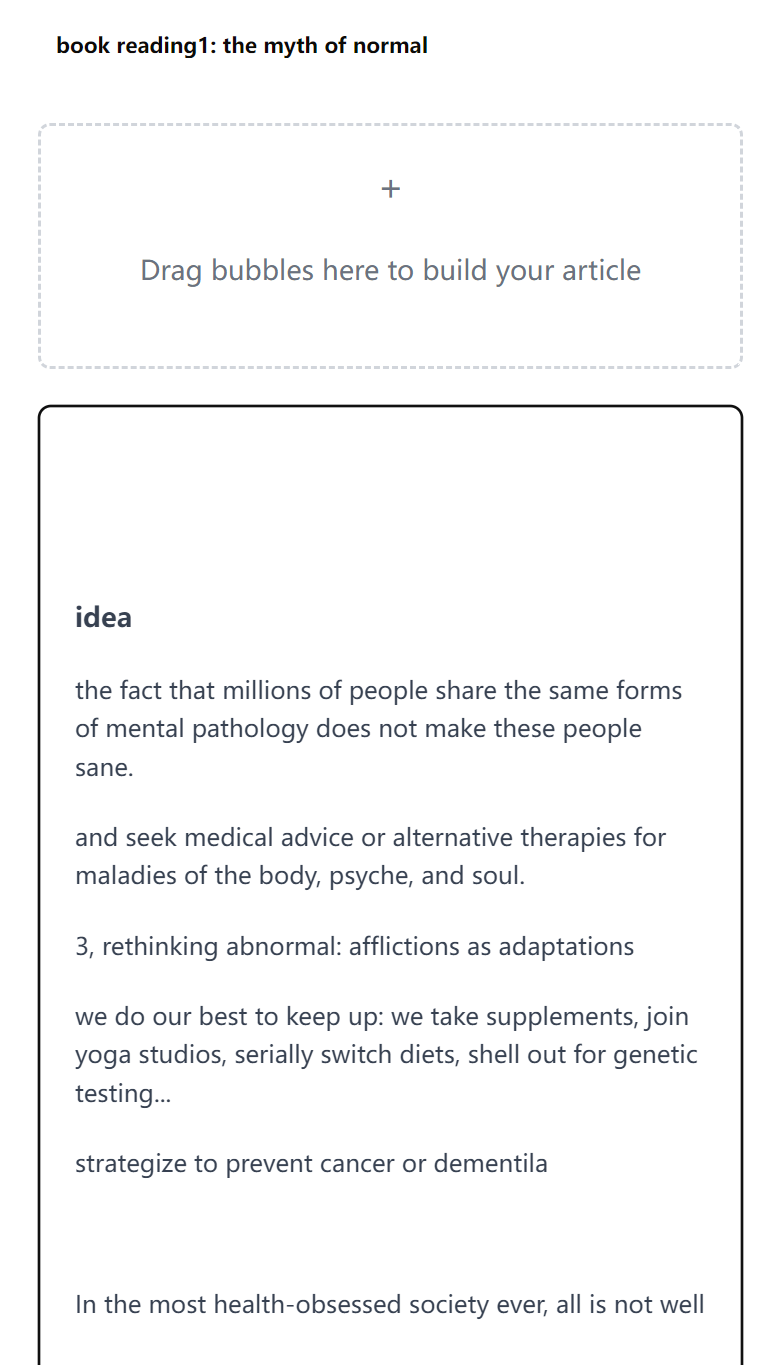 book reading1: the myth of normal
+
Drag bubbles here to build your article
idea
the fact that millions of people share the same forms
of mental pathology does not make these people
sane.
and seek medical advice or alternative therapies for
maladies of the body, psyche, and soul.
3, rethinking abnormal: afflictions as adaptations
we do our best to keep up: we take supplements, join
yoga studios, serially switch diets, shell out for genetic
testing...
strategize to prevent cancer or dementila
In the most health-obsessed society ever, all is not well